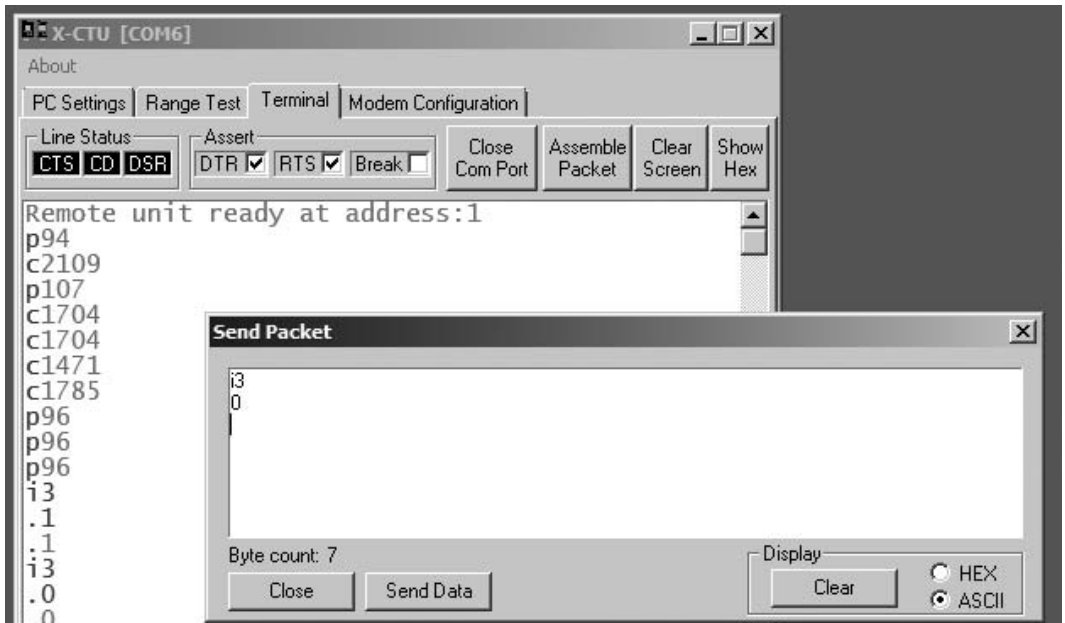 X-CTU [COM6]
About
PC Settings Range Test Terminal Modem Configuration
Line Status Assert
CTS CD DSR DTR RTS Break
Close Com Port
Assemble Packet
Clear Screen
Show Hex
Remote unit ready at address:1
p94
c2109
p107
c1704
c1704
c1471
c1785
p96
p96
p96
i3
.1
.1
i3
.0
.0
Send Packet
i3
0
Byte count: 7
Close Send Data
Display
Clear
HEX
ASCII